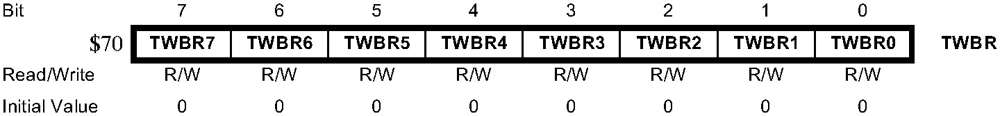 Bit 7 6 5 4 3 2 1 0
$70 TWBR7 TWBR6 TWBR5 TWBR4 TWBR3 TWBR2 TWBR1 TWBR0 TWBR
Read/Write R/W R/W R/W R/W R/W R/W R/W R/W
Initial Value 0 0 0 0 0 0 0 0